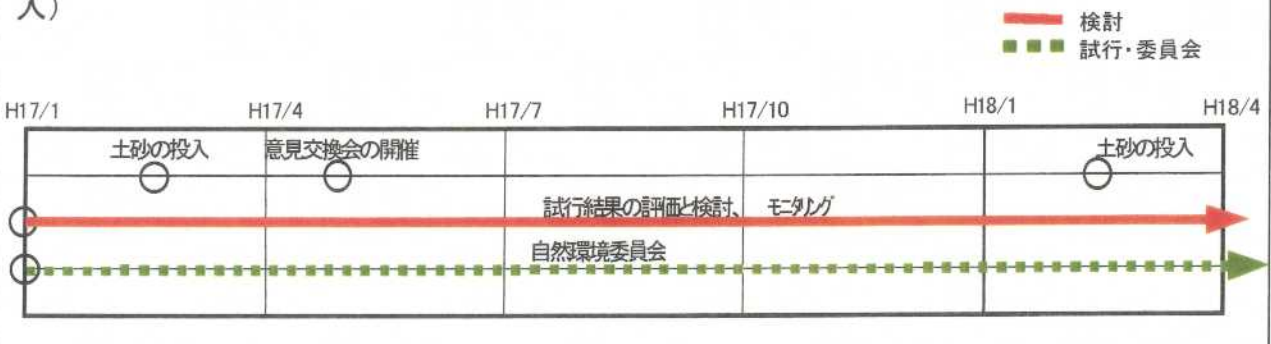 入）
検討
試行・委員会
H17/1 H17/4 H17/7 H17/10 H18/1 H18/4
土砂の投入 意見交換会の開催 土砂の投入
試行結果の評価と検討、 モニタリング
自然環境委員会